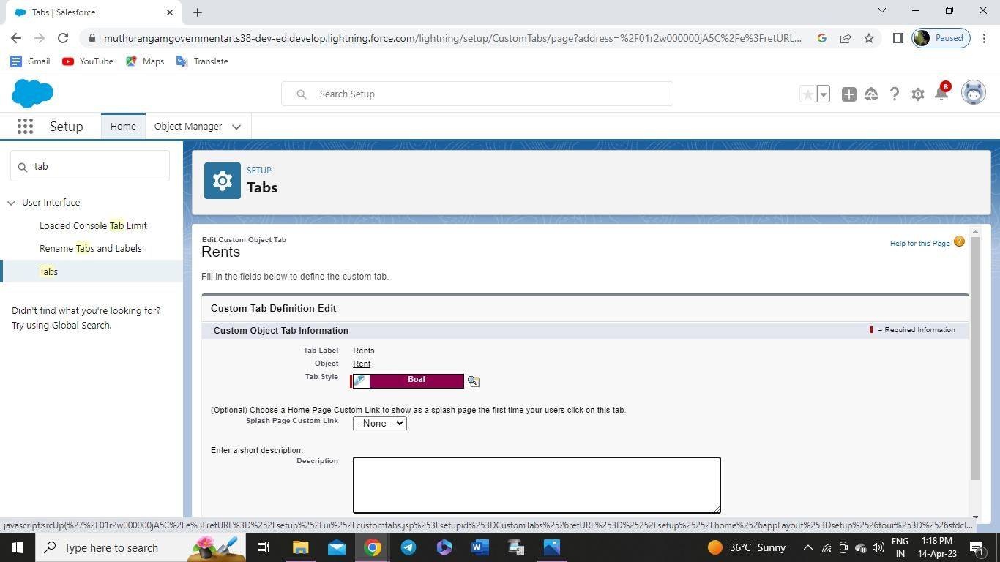 Tabs | Salesforce
muthurangamgovernmentarts38-dev-ed.develop.lightning.force.com/lightning/setup/CustomTabs/page?address=%2F01r2w000000jA5C%2Fe%3FretURL...
Paused
Gmail
YouTube
Maps
Translate
Search Setup
8
Setup
Home
Object Manager
tab
User Interface
Loaded Console Tab Limit
Rename Tabs and Labels
Tabs
Didn't find what you're looking for?
Try using Global Search.
SETUP
Tabs
Edit Custom Object Tab
Rents
Help for this Page
Fill in the fields below to define the custom tab.
Custom Tab Definition Edit
Custom Object Tab Information
= Required Information
Tab Label Rents
Object Rent
Tab Style Boat
(Optional) Choose a Home Page Custom Link to show as a splash page the first time your users click on this tab.
Splash Page Custom Link --None--
Enter a short description.
Description
javascript:srcUp(%27%2F01r2w000000jA5C%2Fe%3FretURL%3D%252Fsetup%252Fui%252Fcustomtabs.jsp%253Fsetupid%253DCustomTabs%2526retURL%253D%25252Fsetup%25252Fhome%2526appLayout%253Dsetup%2526tour%253D%2526sfdcl...
Type here to search
36°C Sunny
ENG
IN
1:18 PM
14-Apr-23
1